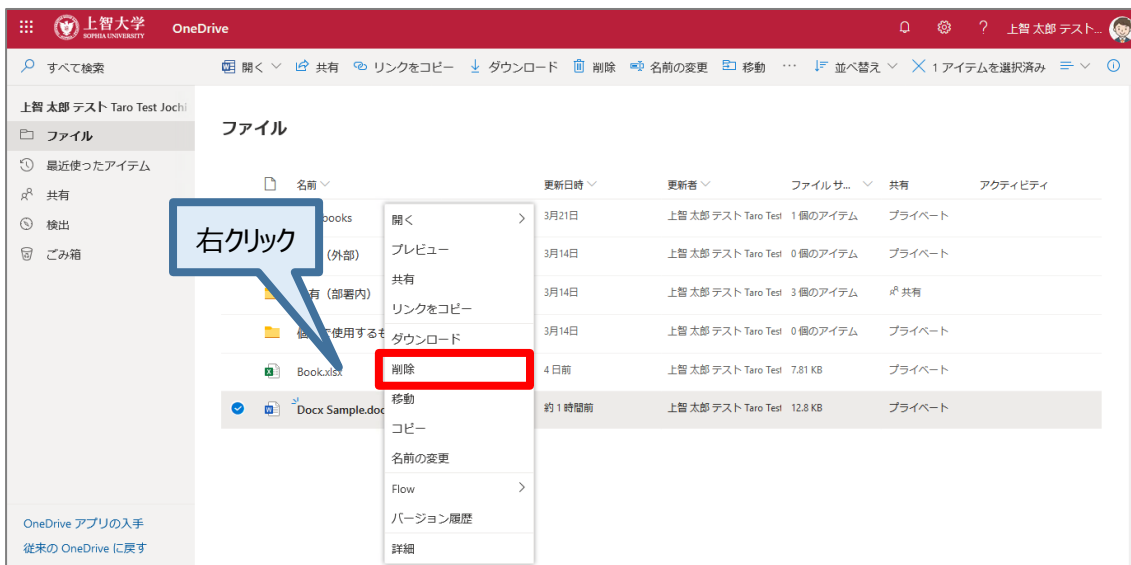 上智大学
SOPHIA UNIVERSITY
OneDrive
? 上智 太郎 テスト...
すべて検索
開く 共有 リンクをコピー ダウンロード 削除 名前の変更 移動 … 並べ替え 1 アイテムを選択済み
上智 太郎 テスト Taro Test Jochi
ファイル
最近使ったアイテム
共有
検出
ごみ箱
OneDrive アプリの入手
従来の OneDrive に戻す
ファイル
名前 更新日時 更新者 ファイル サ... 共有 アクティビティ
books 3月21日 上智 太郎 テスト Taro Test 1 個のアイテム プライベート
(外部) 3月14日 上智 太郎 テスト Taro Test 0 個のアイテム プライベート
有 (部署内) 3月14日 上智 太郎 テスト Taro Test 3 個のアイテム 共有
使用するも 3月14日 上智 太郎 テスト Taro Test 0 個のアイテム プライベート
Book.xlsx 4 日前 上智 太郎 テスト Taro Test 7.81 KB プライベート
Docx Sample.doc 約 1 時間前 上智 太郎 テスト Taro Test 12.8 KB プライベート
右クリック
開く
プレビュー
共有
リンクをコピー
ダウンロード
削除
移動
コピー
名前の変更
Flow
バージョン履歴
詳細